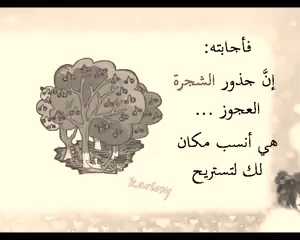 فأجابته:
إنَّ جذور الشجرة
العجوز ...
هي أنسب مكان
لك لتستريح